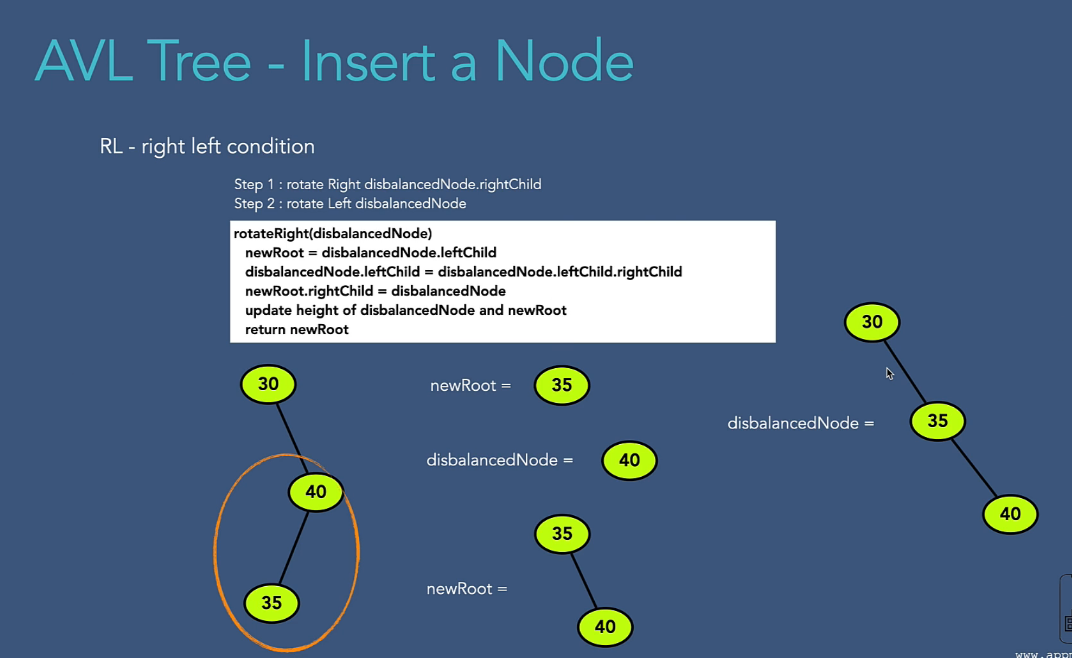 AVL Tree - Insert a Node
RL - right left condition
Step 1 : rotate Right disbalancedNode.rightChild
Step 2 : rotate Left disbalancedNode
rotateRight(disbalancedNode)
newRoot = disbalancedNode.leftChild
disbalancedNode.leftChild = disbalancedNode.leftChild.rightChild
newRoot.rightChild = disbalancedNode
update height of disbalancedNode and newRoot
return newRoot
30
40
35
newRoot = 35
disbalancedNode = 40
newRoot =
35
40
30
disbalancedNode = 35
40